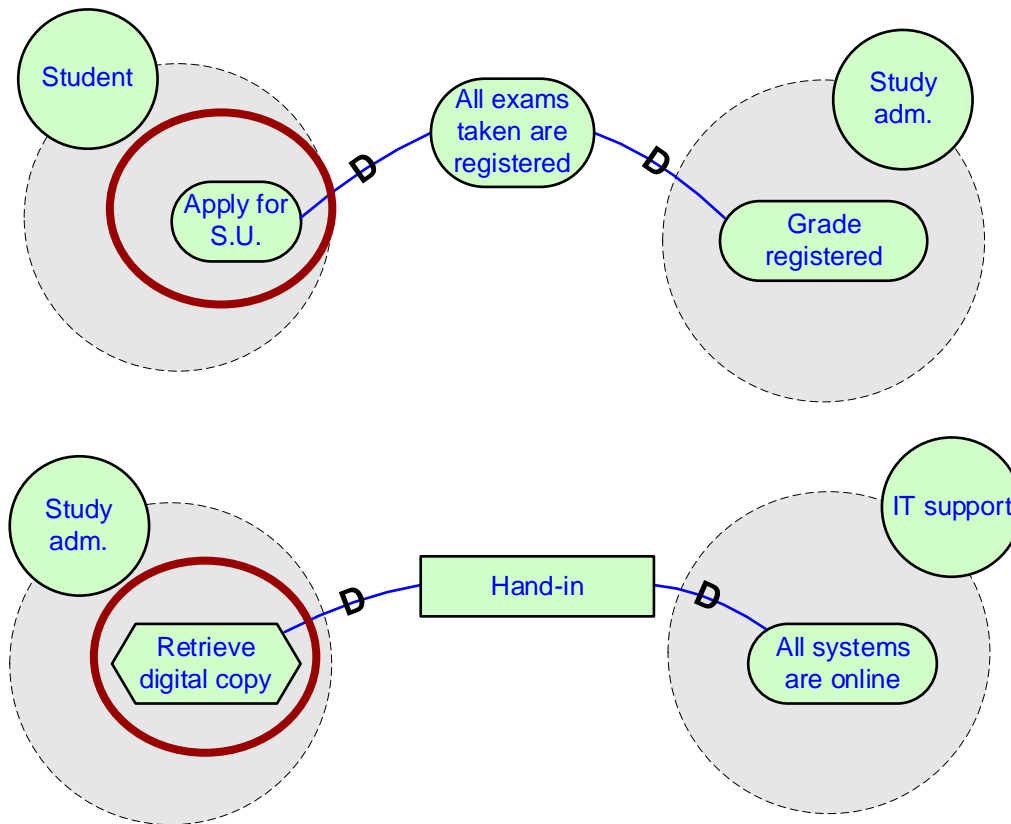 Student
All exams
taken are
registered
Study
adm.
D
D
Apply for
S.U.
Grade
registered
Study
adm.
IT support
D
Hand-in
D
Retrieve
digital copy
All systems
are online